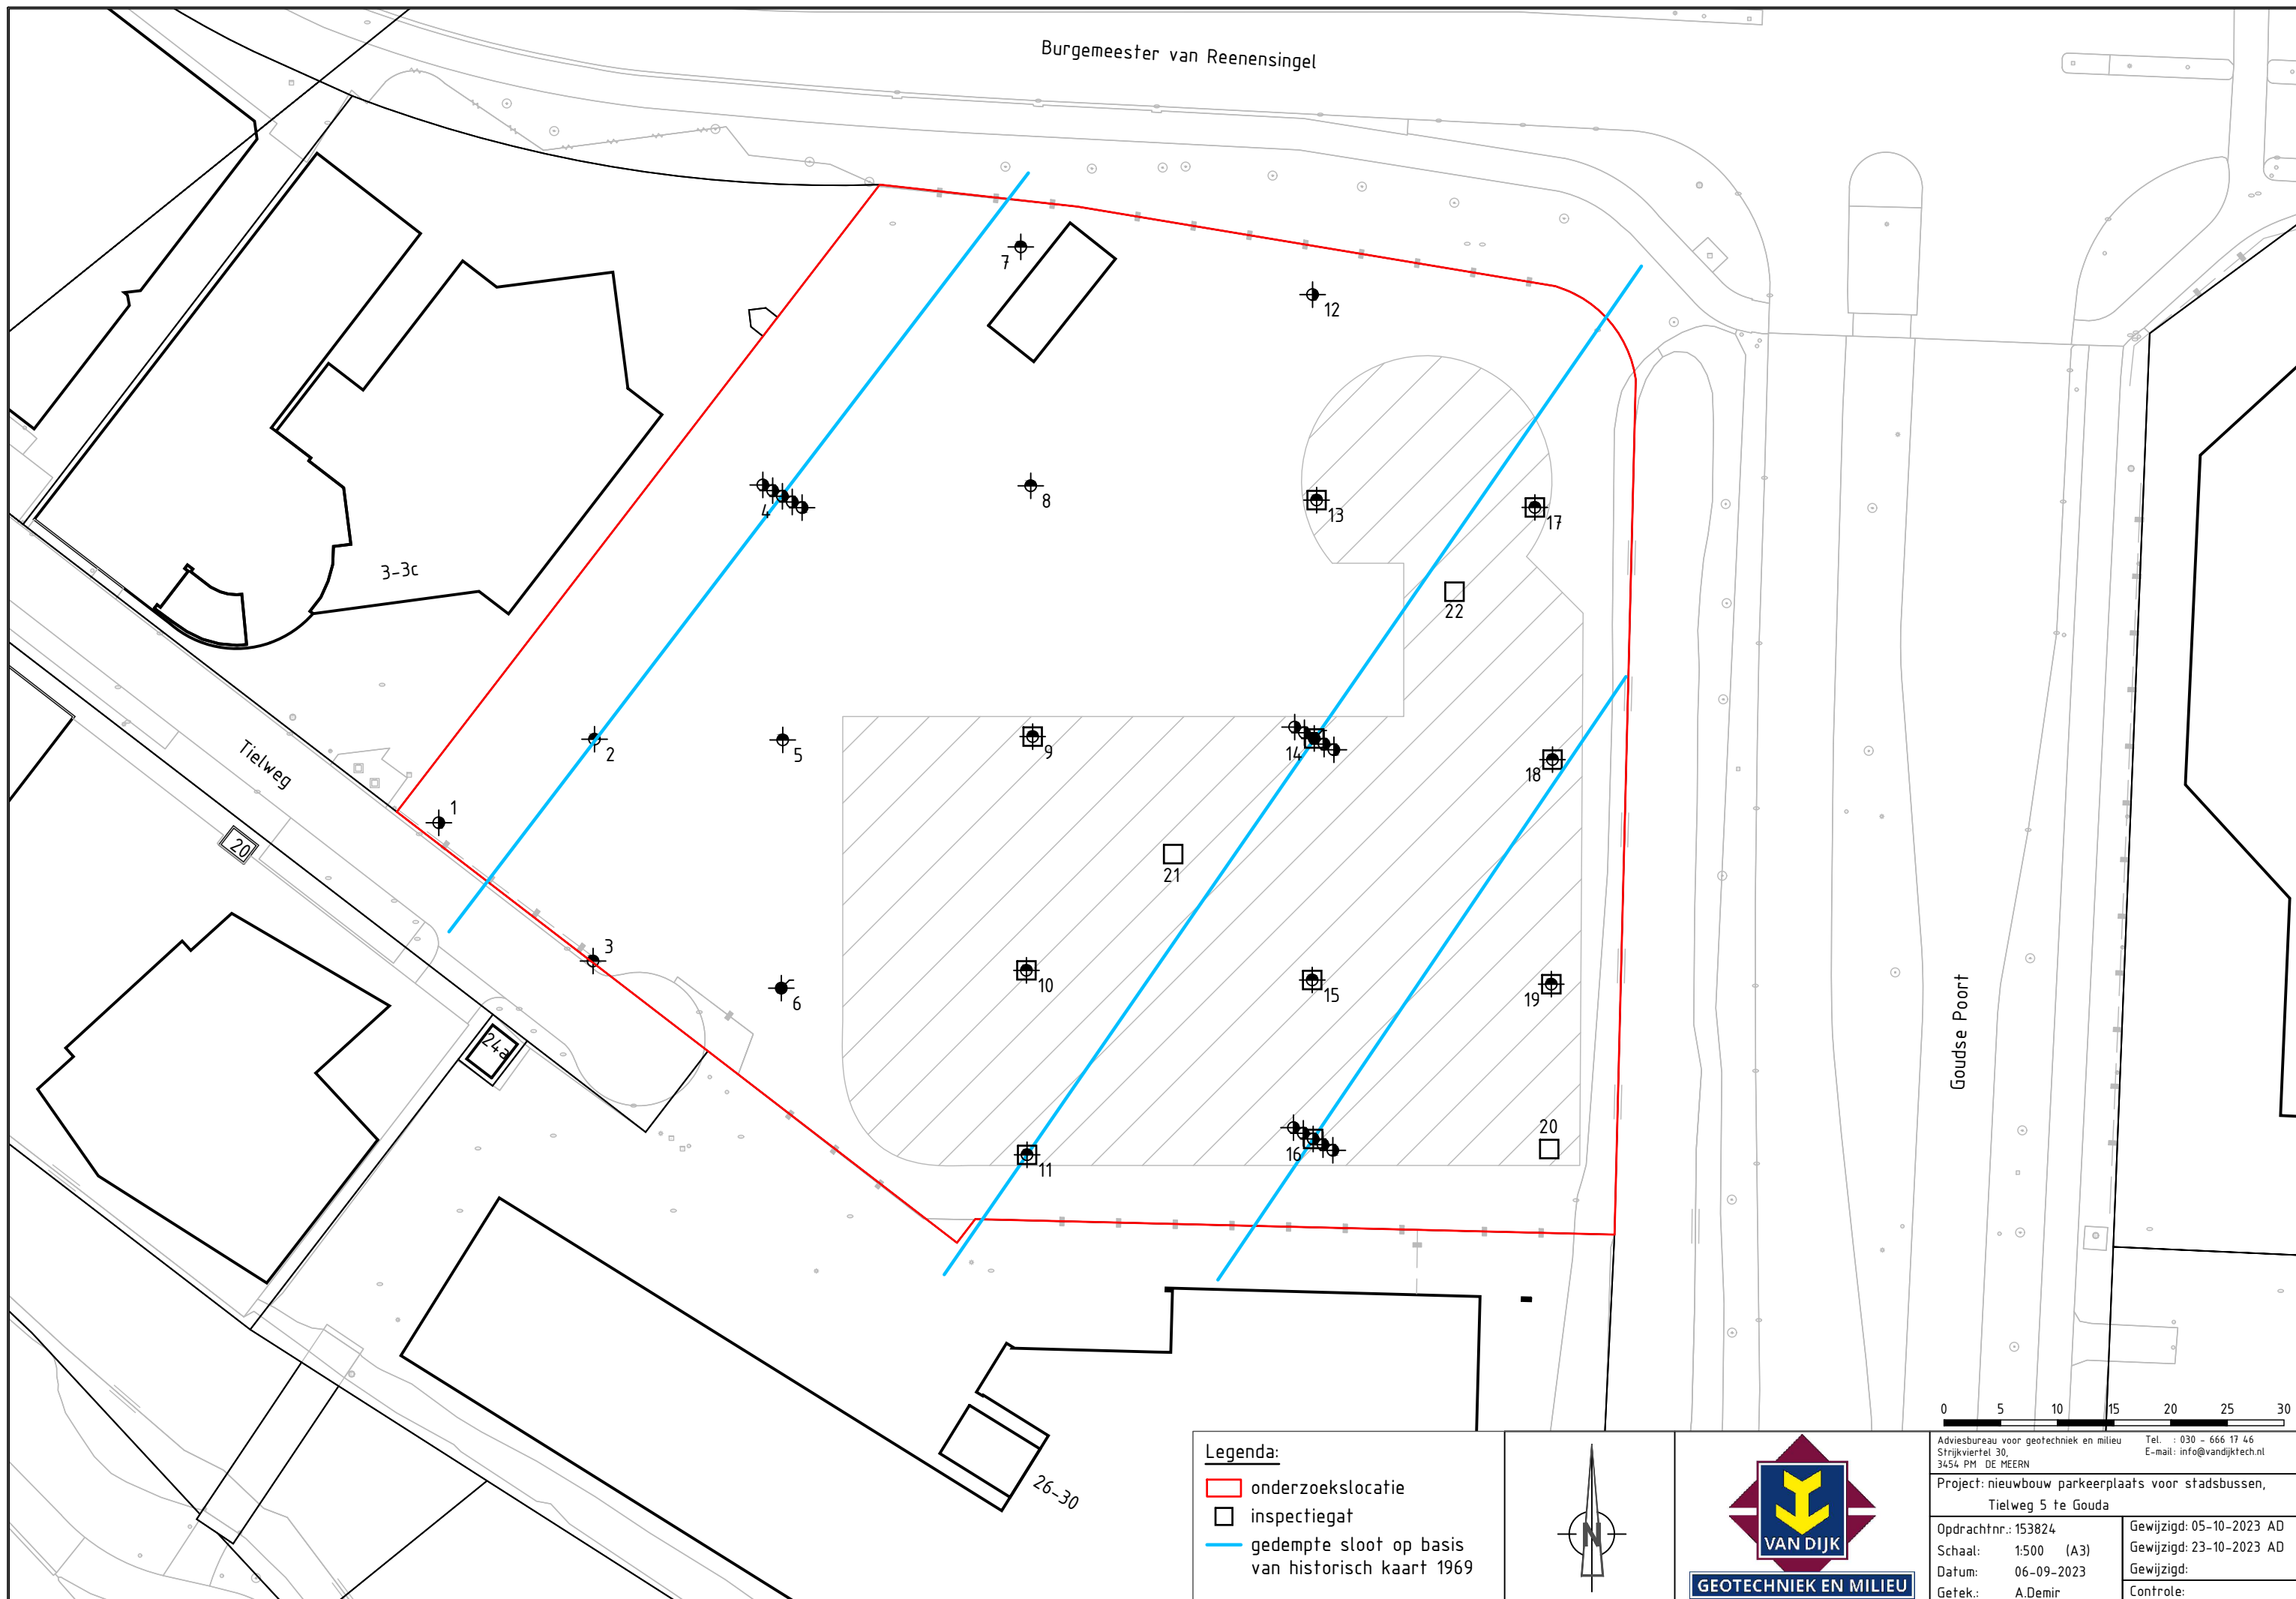 Burgemeester van Reenensingel
7
12
4
8
13
17
3-3c
22
2
5
9
14
18
Tielweg
1
20
21
3
6
10
15
19
24a
Goudse Poort
11
16
20
26-30
0 5 10 15 20 25 30
Legenda:
onderzoekslocatie
inspectiegat
gedempte sloot op basis
van historisch kaart 1969
N
VAN DIJK
GEOTECHNIEK EN MILIEU
Adviesbureau voor geotechniek en milieu
Strijkviertel 30,
3454 PM DE MEERN
Tel. : 030 - 666 17 46
E-mail: info@vandijktech.nl
Project: nieuwbouw parkeerplaats voor stadsbussen,
Tielweg 5 te Gouda
Opdrachtnr.: 153824
Schaal: 1:500 (A3)
Datum: 06-09-2023
Getek.: A.Demir
Gewijzigd: 05-10-2023 AD
Gewijzigd: 23-10-2023 AD
Gewijzigd:
Controle: